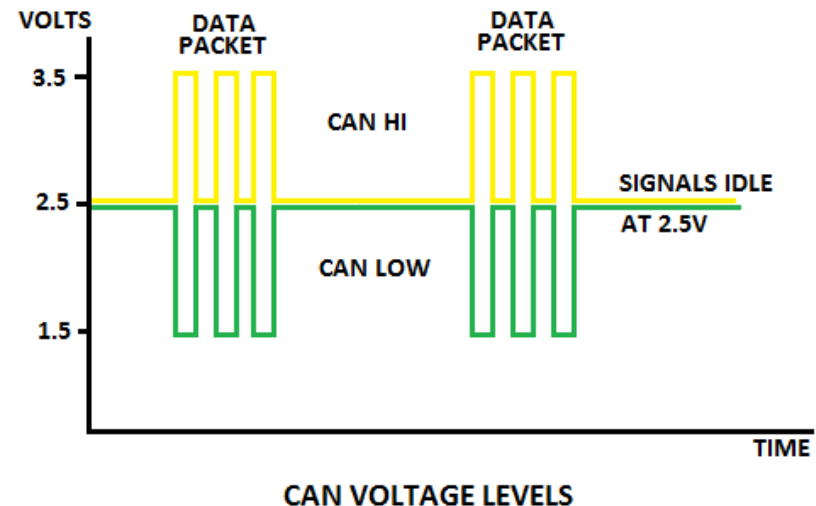 VOLTS
DATA
PACKET
DATA
PACKET
3.5
CAN HI
SIGNALS IDLE
2.5
AT 2.5V
CAN LOW
1.5
TIME
CAN VOLTAGE LEVELS